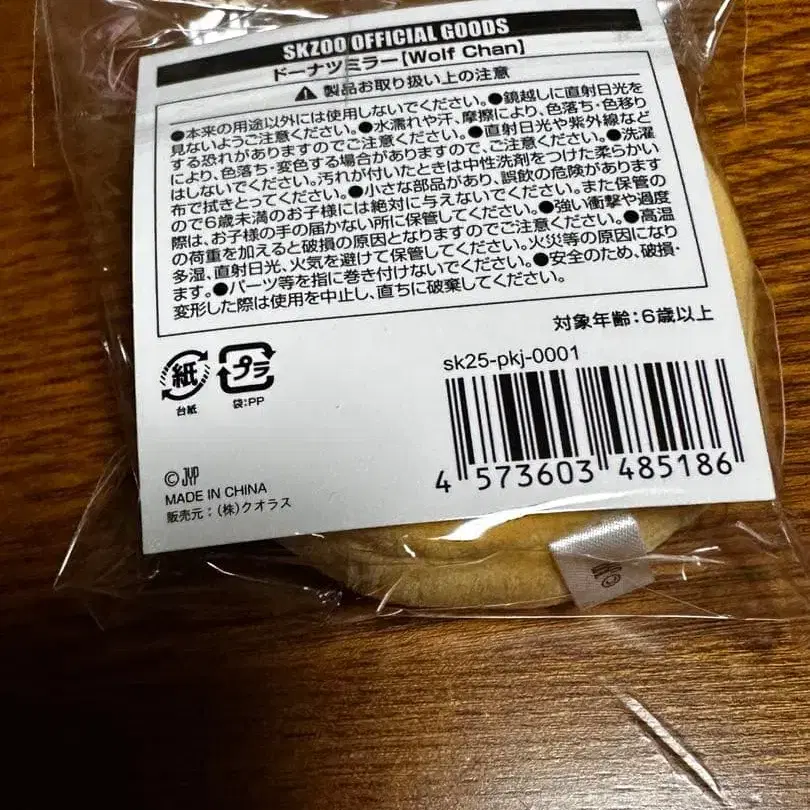 SKZOO OFFICIAL GOODS
ドーナツミラー[Wolf Chan]
製品お取り扱い上の注意
●本来の用途以外には使用しないでください。●鏡越しに直射日光を
見ないようご注意ください。●水濡れや汗、摩擦により、色落ち・色移り
する恐れがありますのでご注意ください。●直射日光や紫外線など
により、色落ち・変色する場合がありますので、ご注意ください。●洗濯
はしないでください。汚れが付いたときは中性洗剤をつけた柔らかい
布で拭きとってください。●小さな部品があり、誤飲の危険があります
ので6歳未満のお子様には絶対に与えないでください。また保管の
際は、お子様の手の届かない所に保管してください。●強い衝撃や過度
の荷重を加えると破損の原因となりますのでご注意ください。●高温
多湿、直射日光、火気を避けて保管してください。火災等の原因になり
ます。●パーツ等を指に巻き付けないでください。●安全のため、破損・
変形した際は使用を中止し、直ちに破棄してください。
対象年齢:6歳以上
sk25-pkj-0001
紙
プラ
台紙
袋:PP
4 573603 485186
©JYP
MADE IN CHINA
販売元:(株)クオラス